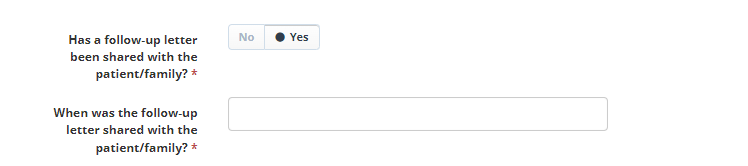 Has a follow-up letter
been shared with the
patient/family? *
No
Yes
When was the follow-up
letter shared with the
patient/family? *